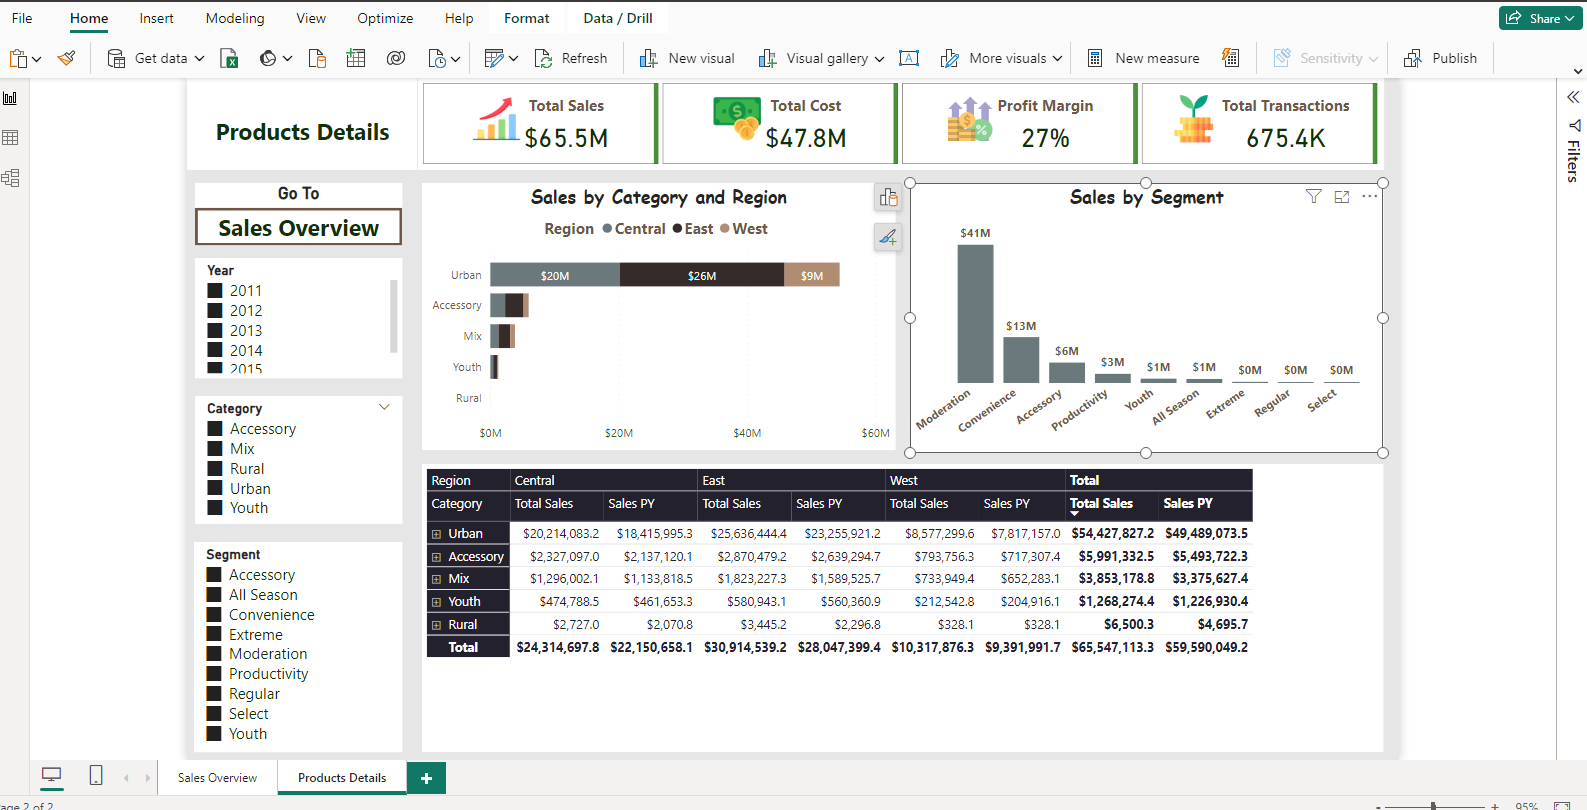 File Home Insert Modeling View Optimize Help Format Data / Drill Share
Get data Refresh New visual Visual gallery A More visuals New measure Sensitivity Publish
Products Details
Total Sales
$65.5M
Total Cost
$47.8M
Profit Margin
27%
Total Transactions
675.4K
Filters
Go To
Sales Overview
Year
2011
2012
2013
2014
2015
Category
Accessory
Mix
Rural
Urban
Youth
Segment
Accessory
All Season
Convenience
Extreme
Moderation
Productivity
Regular
Select
Youth
Sales by Category and Region
Region Central East West
Urban $20M $26M $9M
Accessory
Mix
Youth
Rural
$0M $20M $40M $60M
Sales by Segment
$41M $13M $6M $3M $1M $1M $0M $0M $0M
Moderation Convenience Accessory Productivity Youth All Season Extreme Regular Select
Region Central East West Total
Category Total Sales Sales PY Total Sales Sales PY Total Sales Sales PY Total Sales Sales PY
Urban $20,214,083.2 $18,415,995.3 $25,636,444.4 $23,255,921.2 $8,577,299.6 $7,817,157.0 $54,427,827.2 $49,489,073.5
Accessory $2,327,097.0 $2,137,120.1 $2,870,479.2 $2,639,294.7 $793,756.3 $717,307.4 $5,991,332.5 $5,493,722.3
Mix $1,296,002.1 $1,133,818.5 $1,823,227.3 $1,589,525.7 $733,949.4 $652,283.1 $3,853,178.8 $3,375,627.4
Youth $474,788.5 $461,653.3 $580,943.1 $560,360.9 $212,542.8 $204,916.1 $1,268,274.4 $1,226,930.4
Rural $2,727.0 $2,070.8 $3,445.2 $2,296.8 $328.1 $328.1 $6,500.3 $4,695.7
Total $24,314,697.8 $22,150,658.1 $30,914,539.2 $28,047,399.4 $10,317,876.3 $9,391,991.7 $65,547,113.3 $59,590,049.2
Sales Overview Products Details +
age 2 of 2 - + 95%